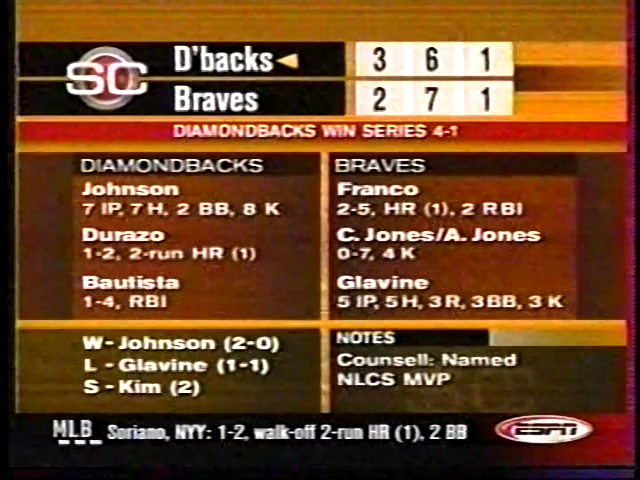 SC
D'backs 3 6 1
Braves 2 7 1
DIAMONDBACKS WIN SERIES 4-1
DIAMONDBACKS
Johnson
7 IP, 7 H, 2 BB, 8 K
Durazo
1-2, 2-run HR (1)
Bautista
1-4, RBI
BRAVES
Franco
2-5, HR (1), 2 RBI
C. Jones/A. Jones
0-7, 4 K
Glavine
5 IP, 5 H, 3 R, 3 BB, 3 K
W - Johnson (2-0)
L - Glavine (1-1)
S - Kim (2)
NOTES
Counsell: Named
NLCS MVP
MLB Soriano, NYY: 1-2, walk-off 2-run HR (1), 2 BB
ESPN